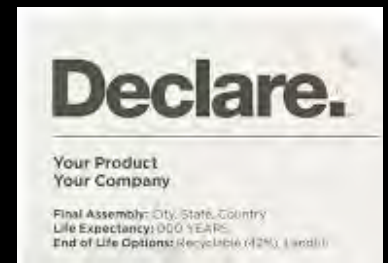 Declare.
Your Product
Your Company
Final Assembly: City, State, Country
Life Expectancy: 000 YEARS
End of Life Options: Recyclable (42%), Landfill